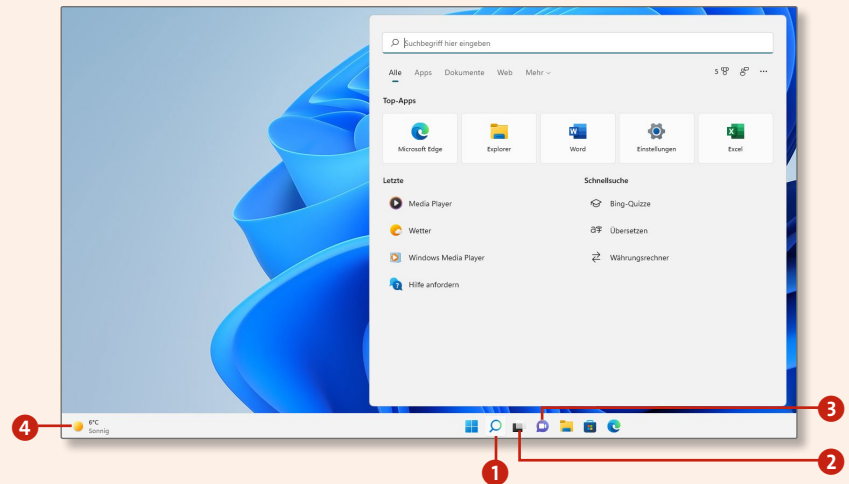 Suchbegriff hier eingeben
Alle Apps Dokumente Web Mehr
5
Top-Apps
Microsoft Edge Explorer Word Einstellungen Excel
Letzte Schnellsuche
Media Player Bing-Quizze
Wetter Übersetzen
Windows Media Player Währungsrechner
Hilfe anfordern
3
4
6°C
Sonnig
2
1